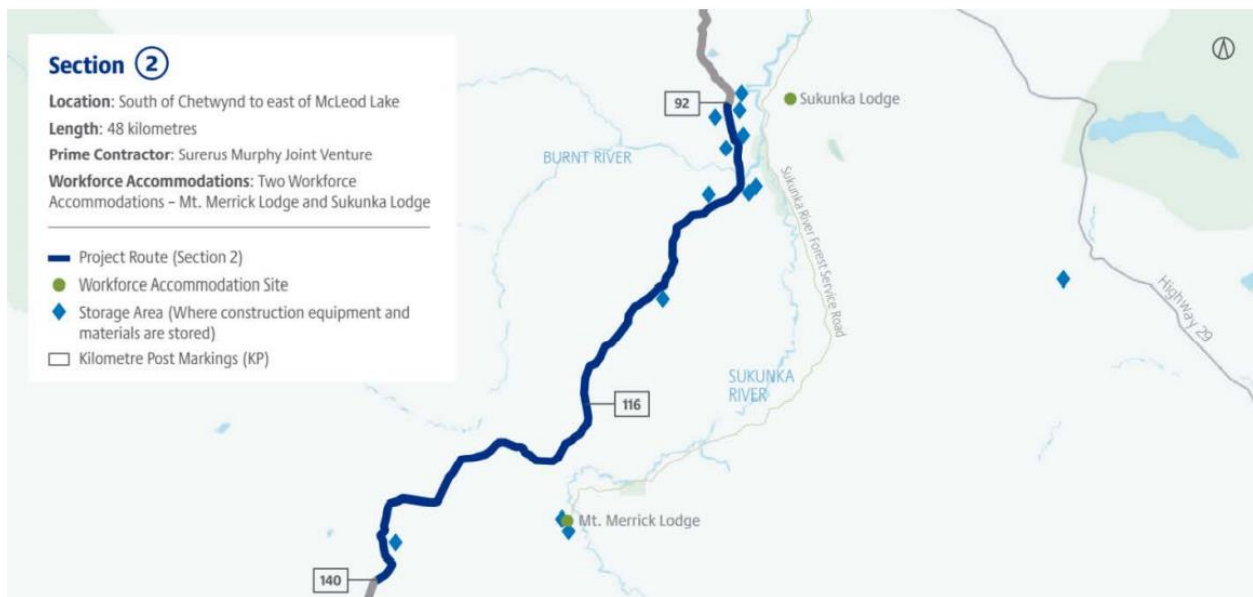 Section 2
Location: South of Chetwynd to east of McLeod Lake
Length: 48 kilometres
Prime Contractor: Surerus Murphy Joint Venture
Workforce Accommodations: Two Workforce
Accommodations – Mt. Merrick Lodge and Sukunka Lodge
Project Route (Section 2)
Workforce Accommodation Site
Storage Area (Where construction equipment and
materials are stored)
Kilometre Post Markings (KP)
92
Sukunka Lodge
BURNT RIVER
Sukunka River Forest Service Road
Highway 29
SUKUNKA
RIVER
116
Mt. Merrick Lodge
140